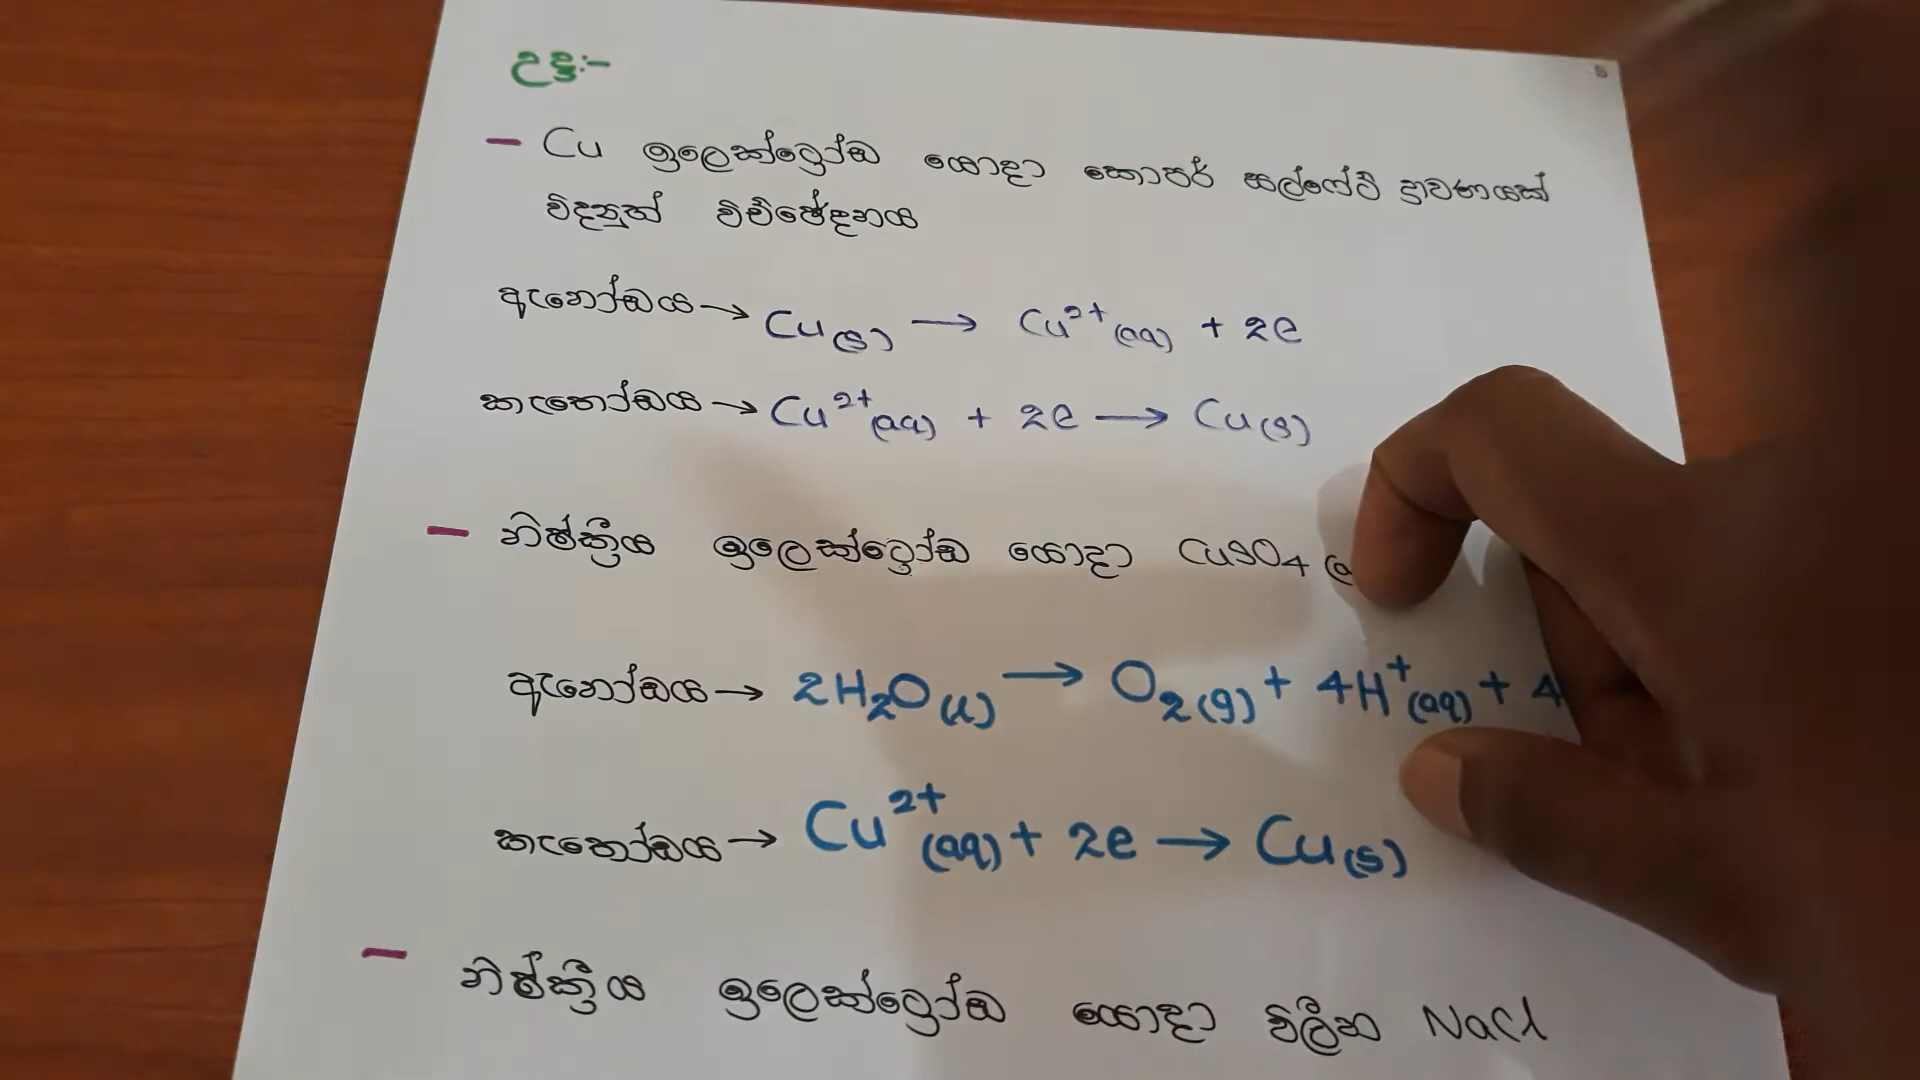 උදු:-
- Cu ඉලෙක්ට්‍රෝඩ යොදා කොපර් සල්ෆේට් ද්‍රාවණයක්
විද්‍යුත් විච්ඡේදනය
ඇනෝඩය → Cu(s) → Cu²⁺(aq) + 2e
කැතෝඩය → Cu²⁺(aq) + 2e → Cu(s)
- නිෂ්ක්‍රීය ඉලෙක්ට්‍රෝඩ යොදා CuSO₄
ඇනෝඩය → 2H₂O(l) → O₂(g) + 4H⁺(aq) + 4
කැතෝඩය → Cu²⁺(aq) + 2e → Cu(s)
- නිෂ්ක්‍රීය ඉලෙක්ට්‍රෝඩ යොදා විලීන NaCl